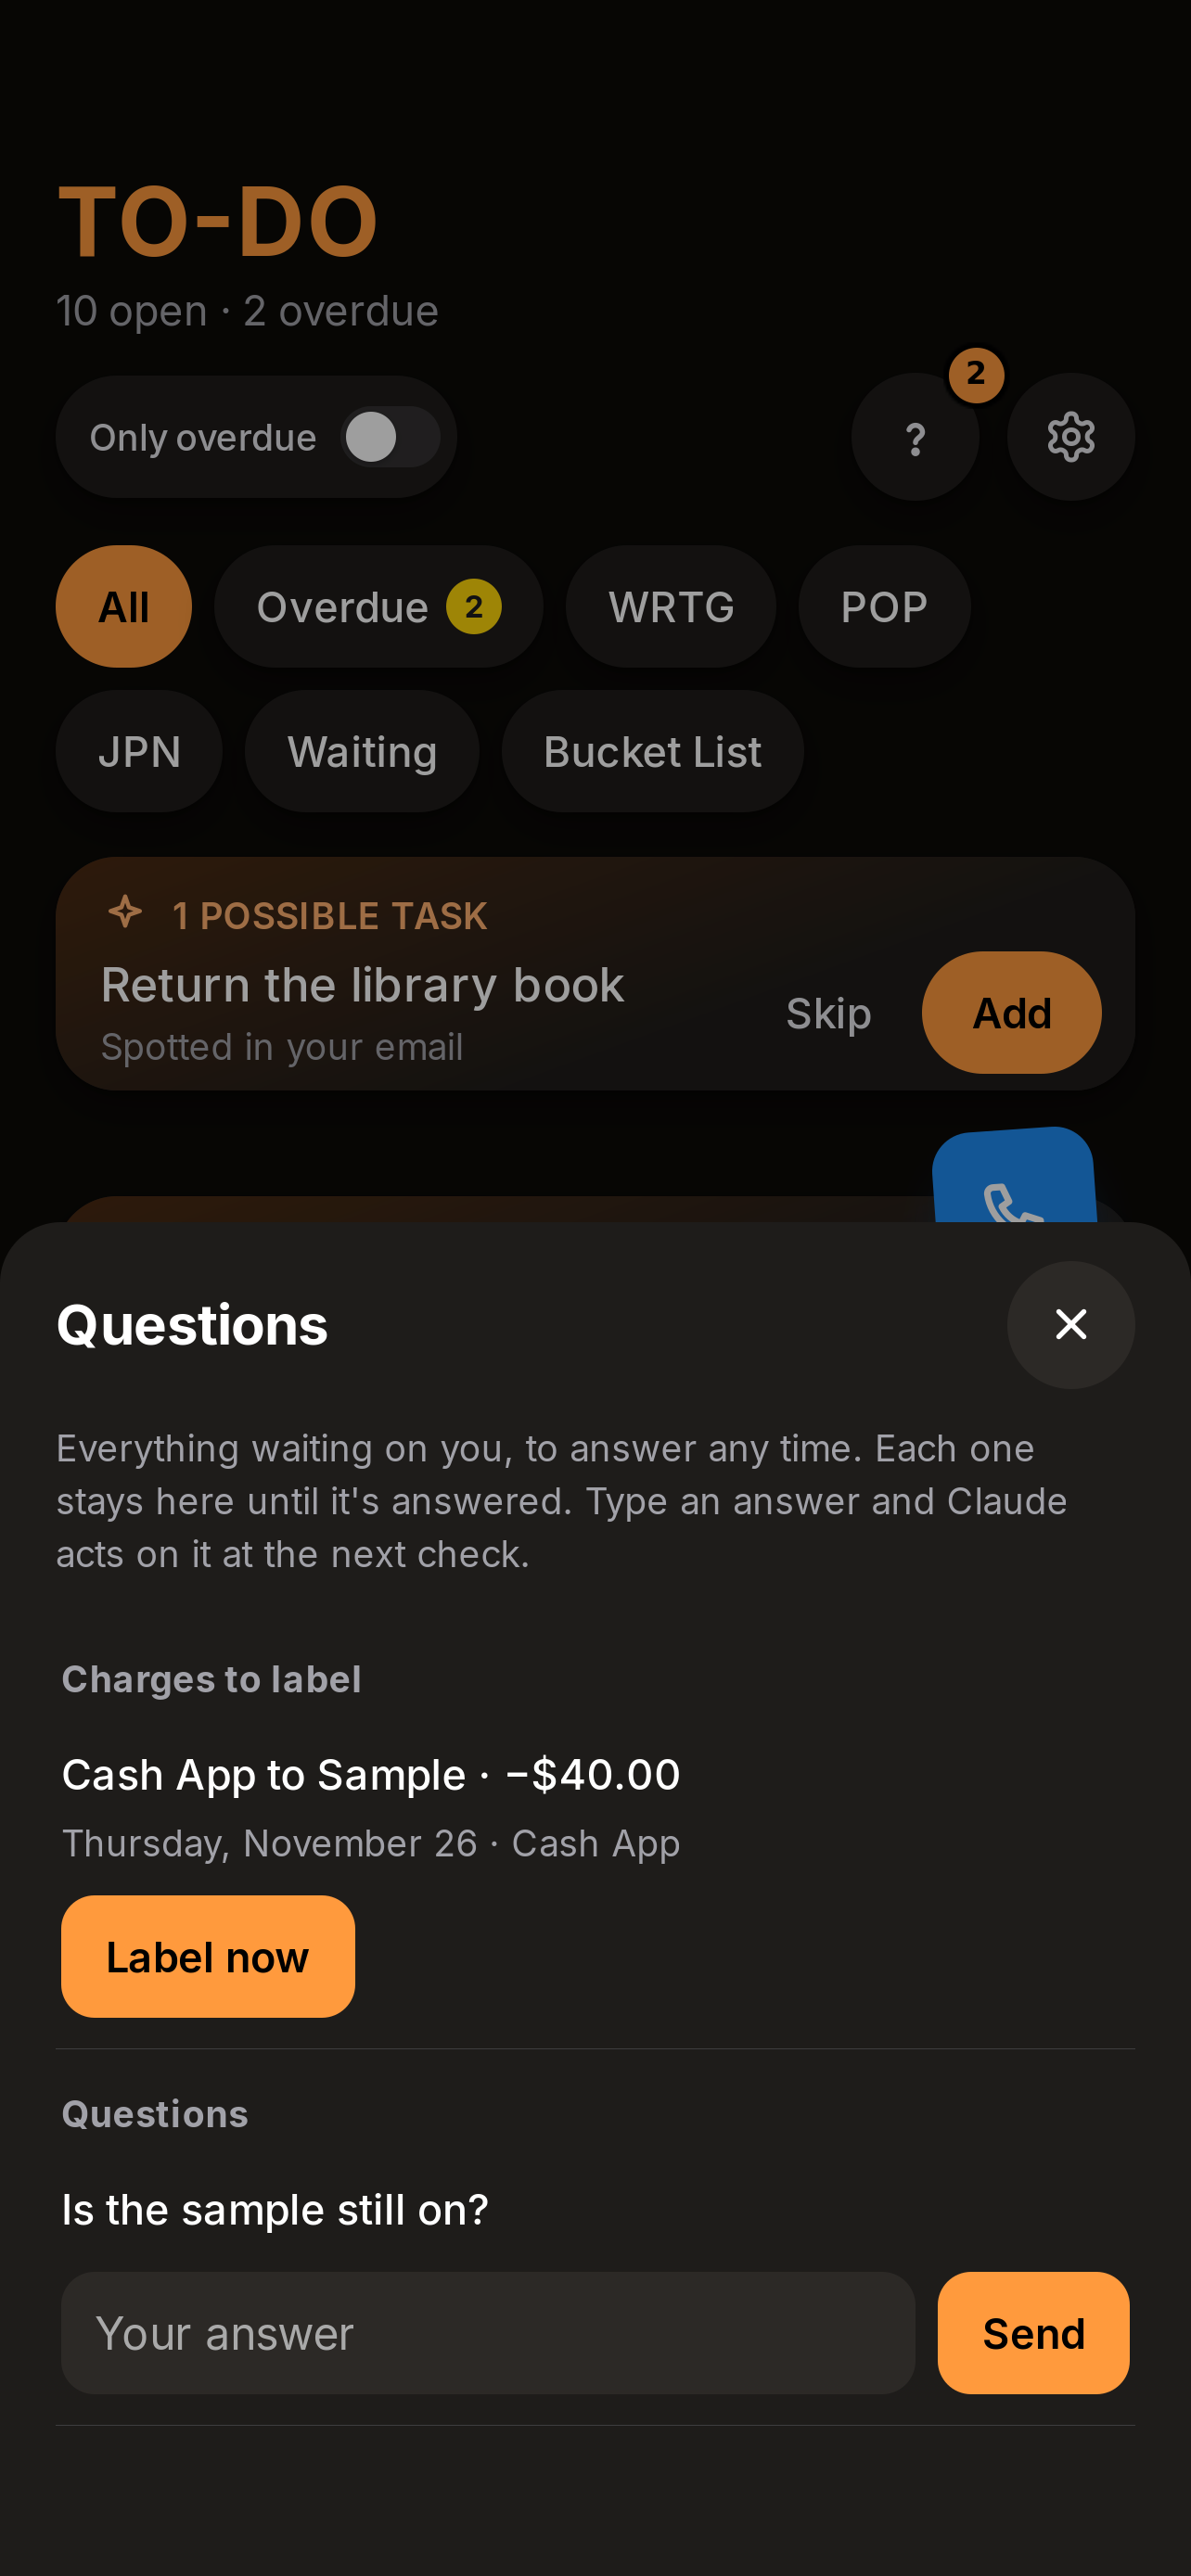 TO-DO
10 open · 2 overdue
Only overdue
?
2
All
Overdue 2
WRTG
POP
JPN
Waiting
Bucket List
1 POSSIBLE TASK
Return the library book
Spotted in your email
Skip
Add
Questions
Everything waiting on you, to answer any time. Each one
stays here until it's answered. Type an answer and Claude
acts on it at the next check.
Charges to label
Cash App to Sample · −$40.00
Thursday, November 26 · Cash App
Label now
Questions
Is the sample still on?
Your answer
Send